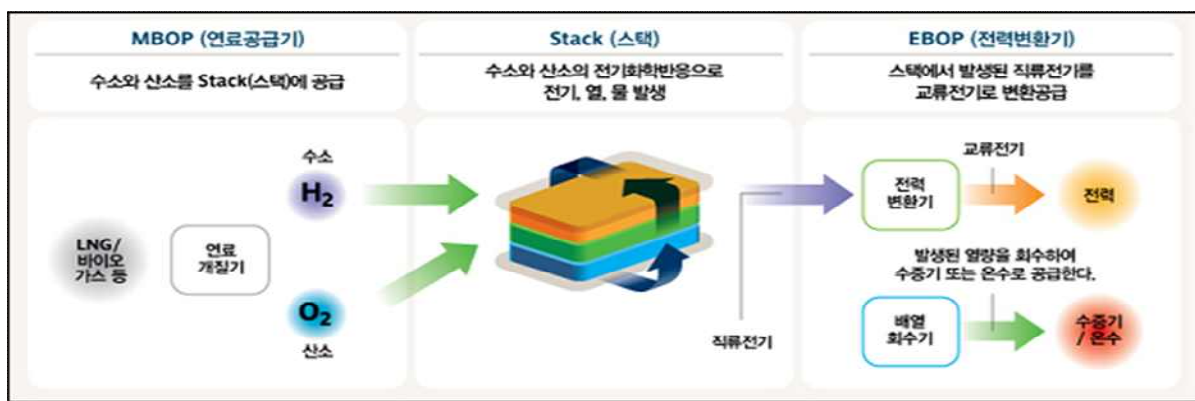 MBOP (연료공급기)
수소와 산소를 Stack(스택)에 공급
Stack (스택)
수소와 산소의 전기화학반응으로
전기, 열, 물 발생
EBOP (전력변환기)
스택에서 발생된 직류전기를
교류전기로 변환공급
수소
H₂
LNG/
바이오
가스 등
연료
개질기
O₂
산소
직류전기
교류전기
전력
변환기
전력
발생된 열량을 회수하여
수중기 또는 온수로 공급한다.
배열
회수기
수중기
/ 온수